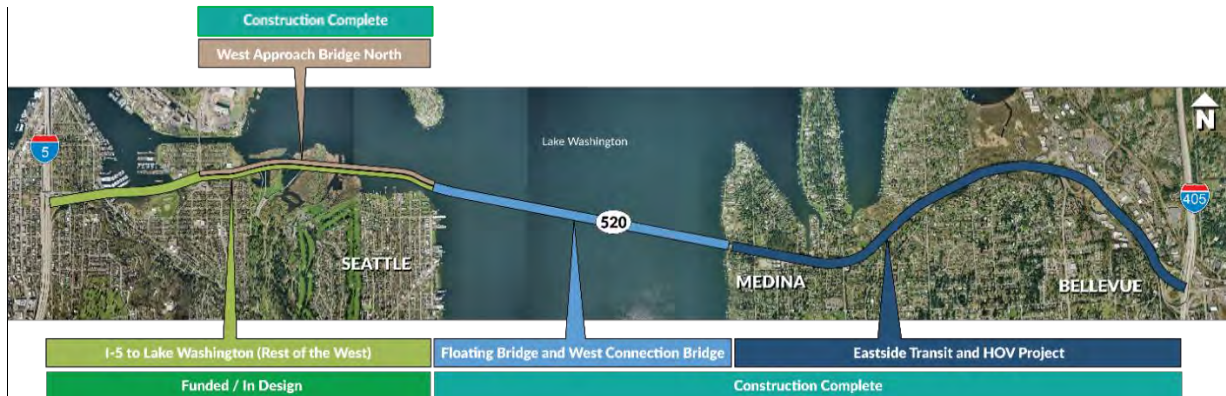 Construction Complete
West Approach Bridge North
N
5
Lake Washington
405
520
SEATTLE
MEDINA
BELLEVUE
I-5 to Lake Washington (Rest of the West)
Floating Bridge and West Connection Bridge
Eastside Transit and HOV Project
Funded / In Design
Construction Complete